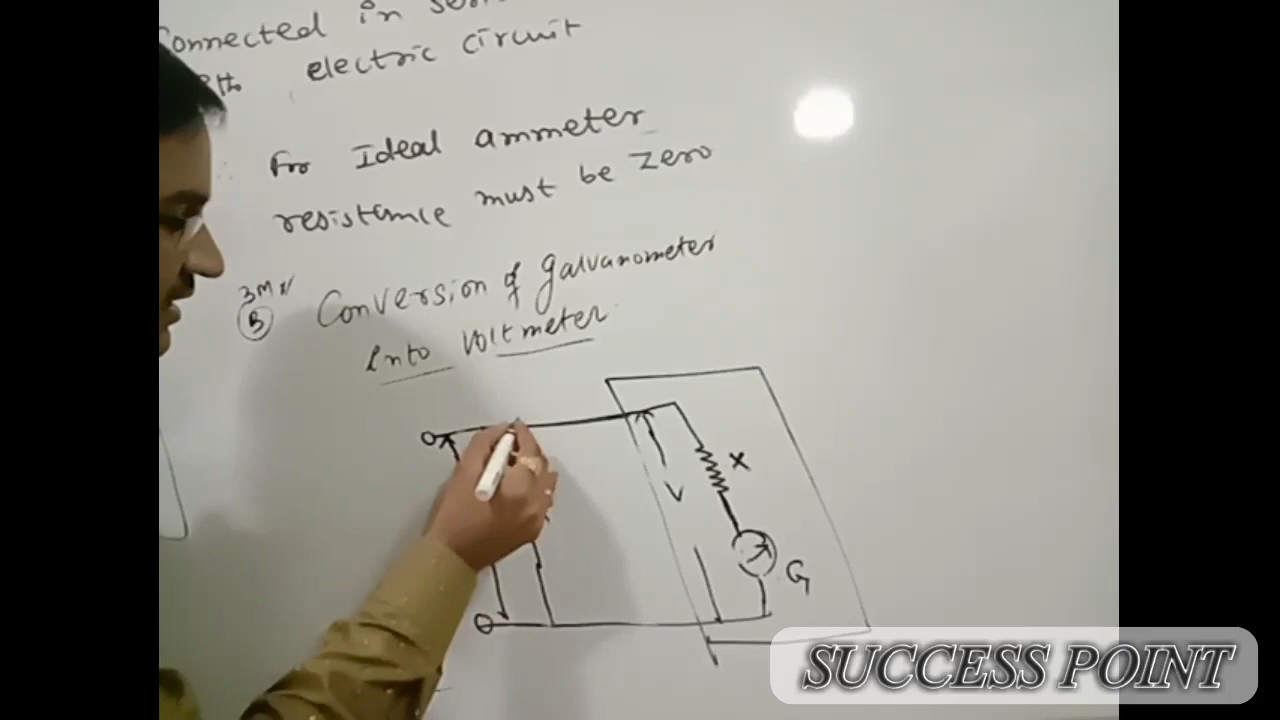 Connected in
electric circuit
For Ideal ammeter
resistance must be zero
3M
B Conversion of galvanometer
into voltmeter
X
V
G
SUCCESS POINT